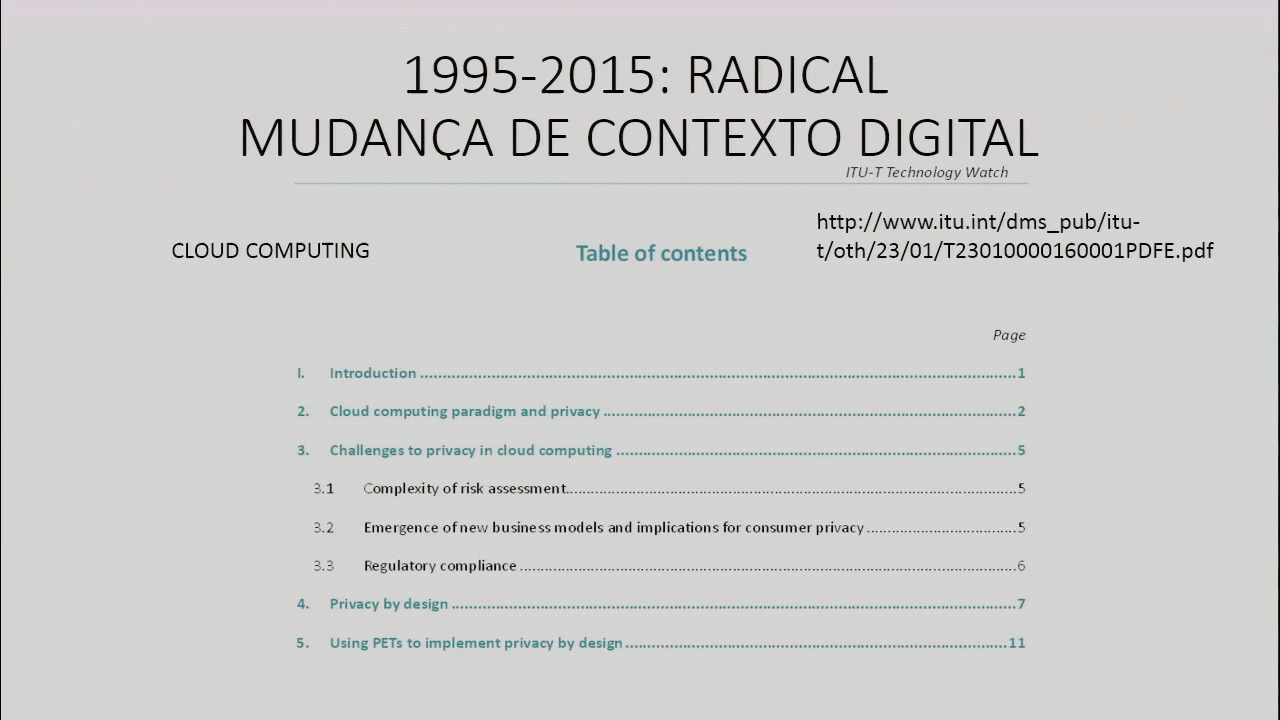 1995-2015: RADICAL
MUDANÇA DE CONTEXTO DIGITAL
ITU-T Technology Watch
http://www.itu.int/dms_pub/itu-
t/oth/23/01/T23010000160001PDFE.pdf
CLOUD COMPUTING
Table of contents
Page
I. Introduction ........ 1
2. Cloud computing paradigm and privacy ........ 2
3. Challenges to privacy in cloud computing ........ 5
3.1 Complexity of risk assessment ........ 5
3.2 Emergence of new business models and implications for consumer privacy ........ 5
3.3 Regulatory compliance ........ 6
4. Privacy by design ........ 7
5. Using PETs to implement privacy by design ........ 11